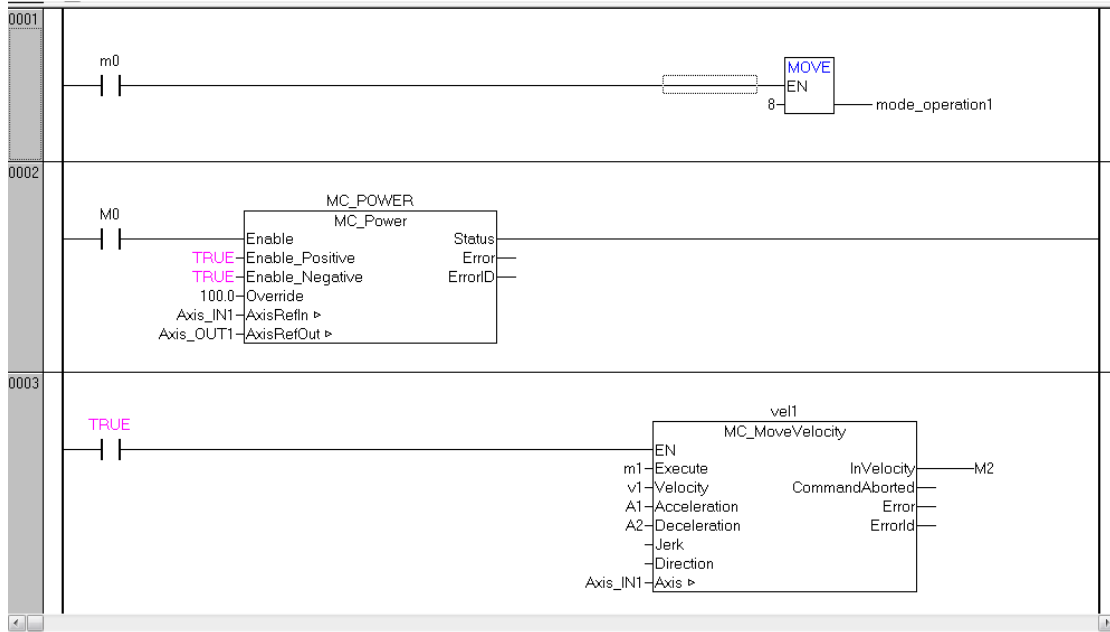 0001
m0
MOVE
EN
8
mode_operation1
0002
MC_POWER
M0
MC_Power
Enable Status
TRUE Enable_Positive Error
TRUE Enable_Negative ErrorID
100.0 Override
Axis_IN1 AxisRefIn
Axis_OUT1 AxisRefOut
0003
vel1
TRUE
MC_MoveVelocity
EN
m1 Execute InVelocity M2
v1 Velocity CommandAborted
A1 Acceleration Error
A2 Deceleration ErrorId
Jerk
Direction
Axis_IN1 Axis